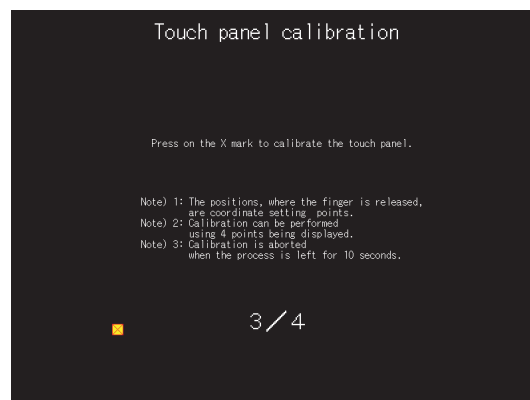 Touch panel calibration
Press on the X mark to calibrate the touch panel.
Note) 1: The positions, where the finger is released,
are coordinate setting points.
Note) 2: Calibration can be performed
using 4 points being displayed.
Note) 3: Calibration is aborted
when the process is left for 10 seconds.
3/4